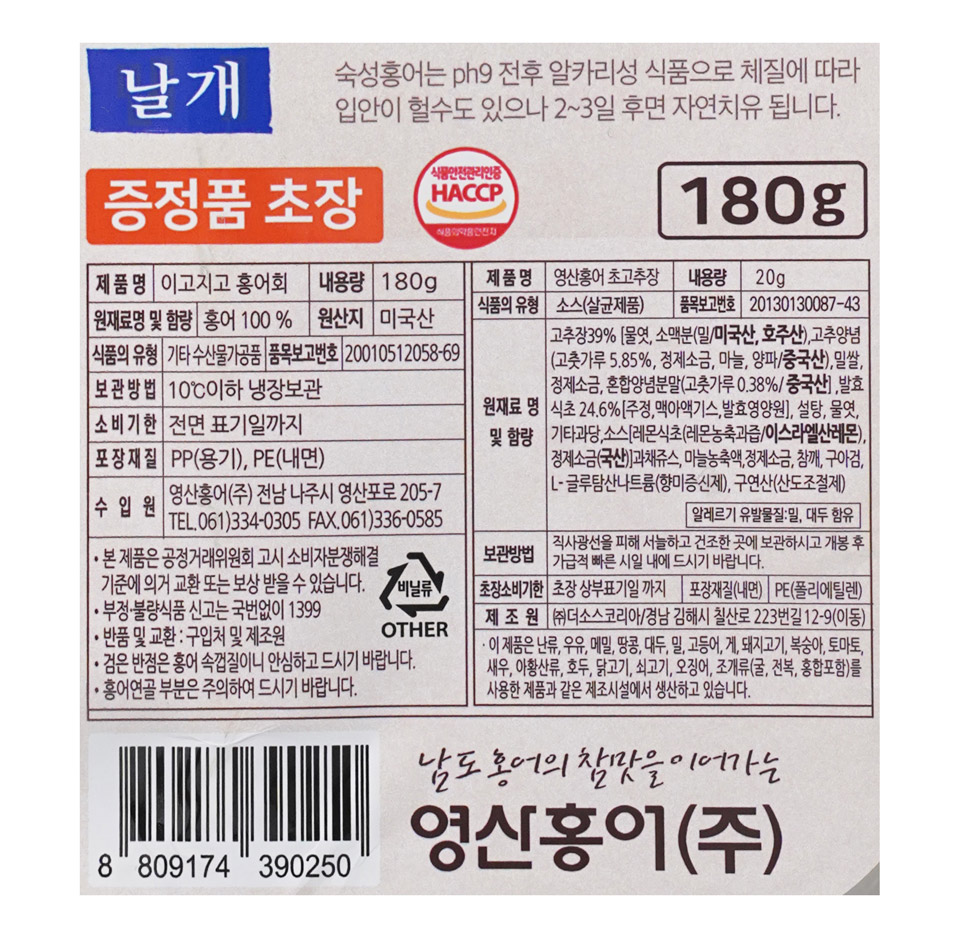 날개
숙성홍어는 ph9 전후 알카리성 식품으로 체질에 따라
입안이 헐수도 있으나 2~3일 후면 자연치유 됩니다.
증정품 초장
식품안전관리인증
HACCP
식품의약품안전처
180g
제품명 이고지고 홍어회 내용량 180g
원재료명 및 함량 홍어 100 % 원산지 미국산
식품의 유형 기타 수산물가공품 품목보고번호 20010512058-69
보관방법 10℃이하 냉장보관
소비기한 전면 표기일까지
포장재질 PP(용기), PE(내면)
수입원 영산홍어(주) 전남 나주시 영산포로 205-7
TEL.061)334-0305 FAX.061)336-0585
• 본 제품은 공정거래위원회 고시 소비자분쟁해결
기준에 의거 교환 또는 보상 받을 수 있습니다.
• 부정·불량식품 신고는 국번없이 1399
• 반품 및 교환 : 구입처 및 제조원
• 검은 반점은 홍어 속껍질이니 안심하고 드시기 바랍니다.
• 홍어연골 부분은 주의하여 드시기 바랍니다.
비닐류
OTHER
제품명 영산홍어 초고추장 내용량 20g
식품의 유형 소스(살균제품) 품목보고번호 20130130087-43
원재료 명 및 함량
고추장39% [물엿, 소맥분(밀/미국산, 호주산),고추양념
(고춧가루 5.85%, 정제소금, 마늘, 양파/중국산),밀쌀,
정제소금, 혼합양념분말(고춧가루 0.38%/ 중국산], 발효
식초 24.6%[주정,맥아액기스,발효영양원], 설탕, 물엿,
기타과당,소스[레몬식초(레몬농축과즙/이스라엘산레몬),
정제소금(국산)]과채쥬스, 마늘농축액,정제소금, 참깨, 구아검,
L- 글루탐산나트륨(향미증신제), 구연산(산도조절제)
알레르기 유발물질:밀, 대두 함유
보관방법 직사광선을 피해 서늘하고 건조한 곳에 보관하시고 개봉 후
가급적 빠른 시일 내에 드시기 바랍니다.
초장소비기한 초장 상부표기일 까지 포장재질(내면) PE(폴리에틸렌)
제조원 ㈜더소스코리아/경남 김해시 칠산로 223번길 12-9(이동)
· 이 제품은 난류, 우유, 메밀, 땅콩, 대두, 밀, 고등어, 게, 돼지고기, 복숭아, 토마토,
새우, 아황산류, 호두, 닭고기, 쇠고기, 오징어, 조개류(굴, 전복, 홍합포함)를
사용한 제품과 같은 제조시설에서 생산하고 있습니다.
8 809174 390250
남도 홍어의 참맛을 이어가는
영산홍어(주)